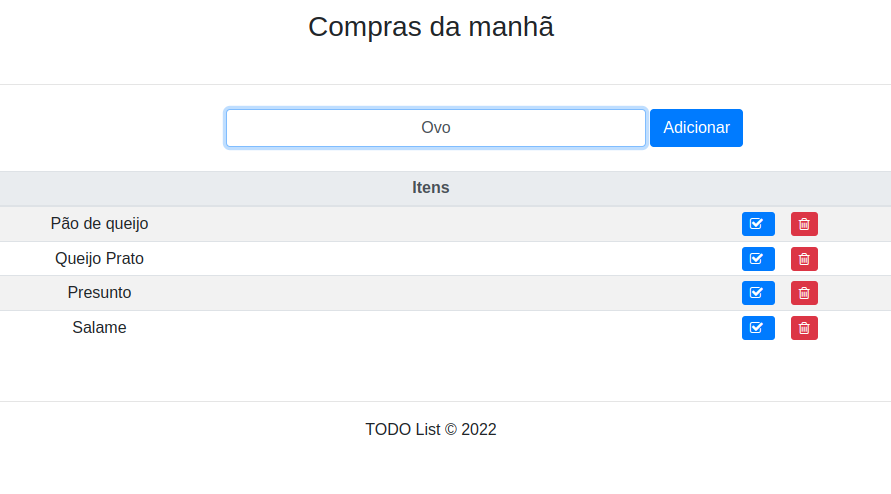 Compras da manhã
Ovo
Adicionar
Itens
Pão de queijo
Queijo Prato
Presunto
Salame
TODO List © 2022